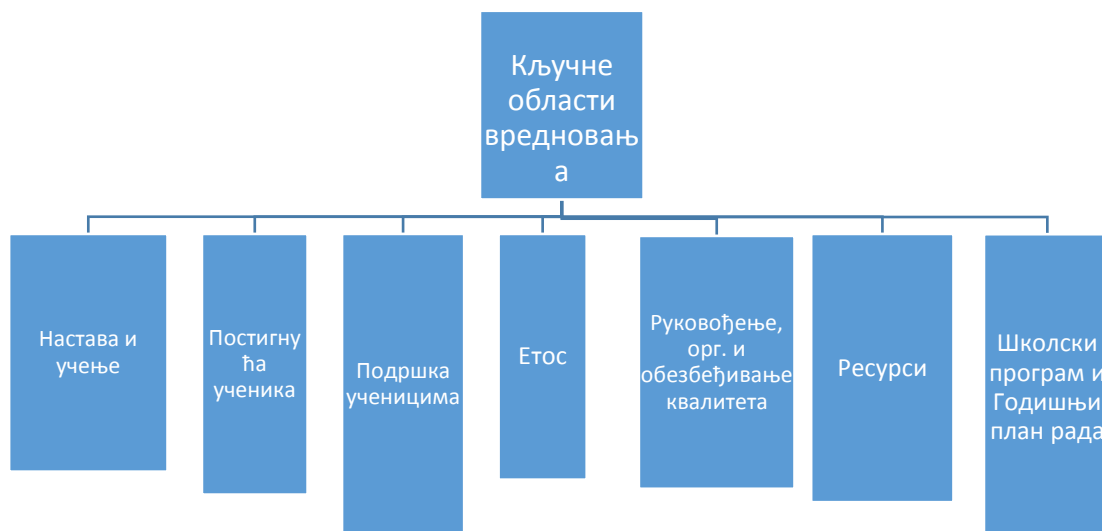 Кључне
области
вредновањ
а
Настава и
учење
Постигну
ћа
ученика
Подршка
ученицима
Етос
Руковођење,
орг. и
обезбеђивање
квалитета
Ресурси
Школски
програм и
Годишњи
план рада